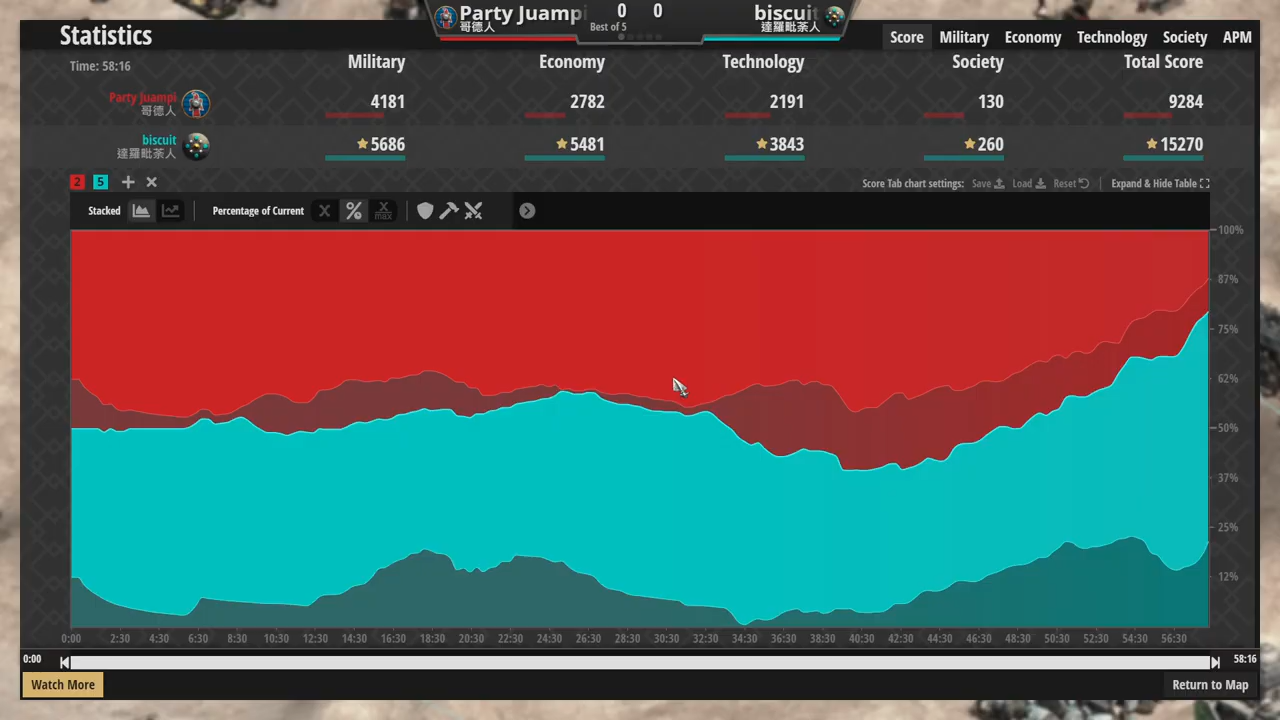 Party Juampi 0 0 biscuit
哥德人 Best of 5 達羅毗荼人
Statistics
Score Military Economy Technology Society APM
Time: 58:16
Military Economy Technology Society Total Score
Party Juampi
哥德人
4181 2782 2191 130 9284
biscuit
達羅毗荼人
5686 5481 3843 260 15270
2 5
Score Tab chart settings: Save Load Reset Expand & Hide Table
Stacked Percentage of Current X % X max
100%
87%
75%
62%
50%
37%
25%
12%
0:00 2:30 4:30 6:30 8:30 10:30 12:30 14:30 16:30 18:30 20:30 22:30 24:30 26:30 28:30 30:30 32:30 34:30 36:30 38:30 40:30 42:30 44:30 46:30 48:30 50:30 52:30 54:30 56:30
0:00 58:16
Watch More Return to Map